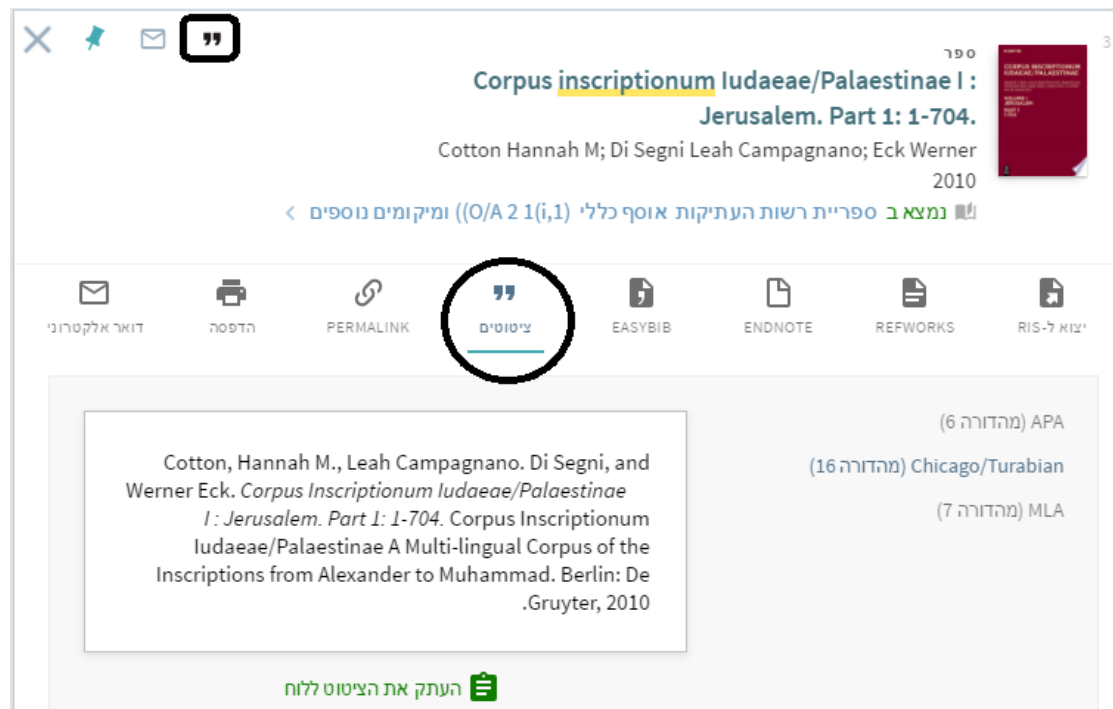 3
ספר
Corpus inscriptionum Iudaeae/Palaestinae I :
Jerusalem. Part 1: 1-704.
Cotton Hannah M; Di Segni Leah Campagnano; Eck Werner
2010
נמצא ב ספריית רשות העתיקות אוסף כללי (O/A 2 1(i,1)) ומיקומים נוספים
יצוא ל-RIS
REFWORKS
ENDNOTE
EASYBIB
ציטוטים
PERMALINK
הדפסה
דואר אלקטרוני
APA (מהדורה 6)
Chicago/Turabian (מהדורה 16)
MLA (מהדורה 7)
Cotton, Hannah M., Leah Campagnano. Di Segni, and
Werner Eck. Corpus Inscriptionum Iudaeae/Palaestinae
I : Jerusalem. Part 1: 1-704. Corpus Inscriptionum
Iudaeae/Palaestinae A Multi-lingual Corpus of the
Inscriptions from Alexander to Muhammad. Berlin: De
Gruyter, 2010.
העתק את הציטוט ללוח